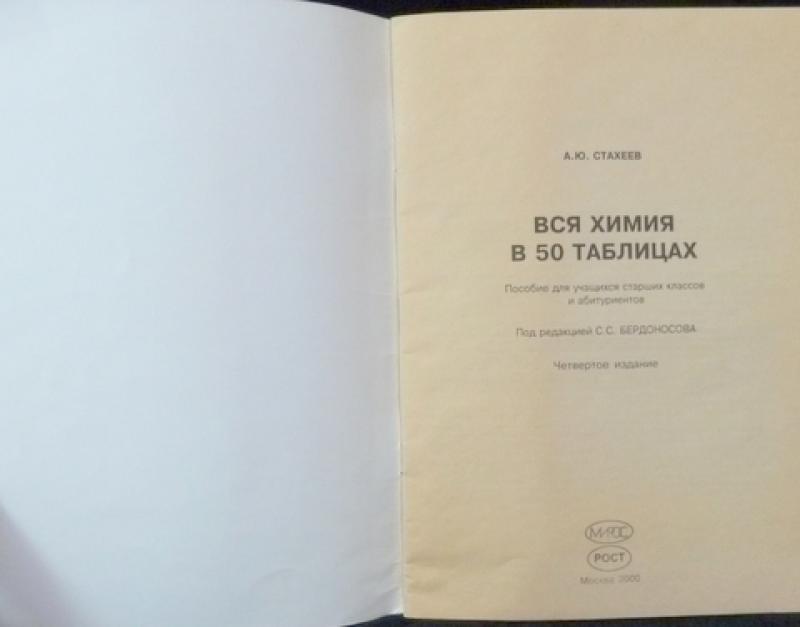 А.Ю. СТАХЕЕВ
ВСЯ ХИМИЯ
В 50 ТАБЛИЦАХ
Пособие для учащихся старших классов
и абитуриентов
Под редакцией С.С. БЕРДОНОСОВА
Четвертое издание
МИРОС
РОСТ
Москва 2000